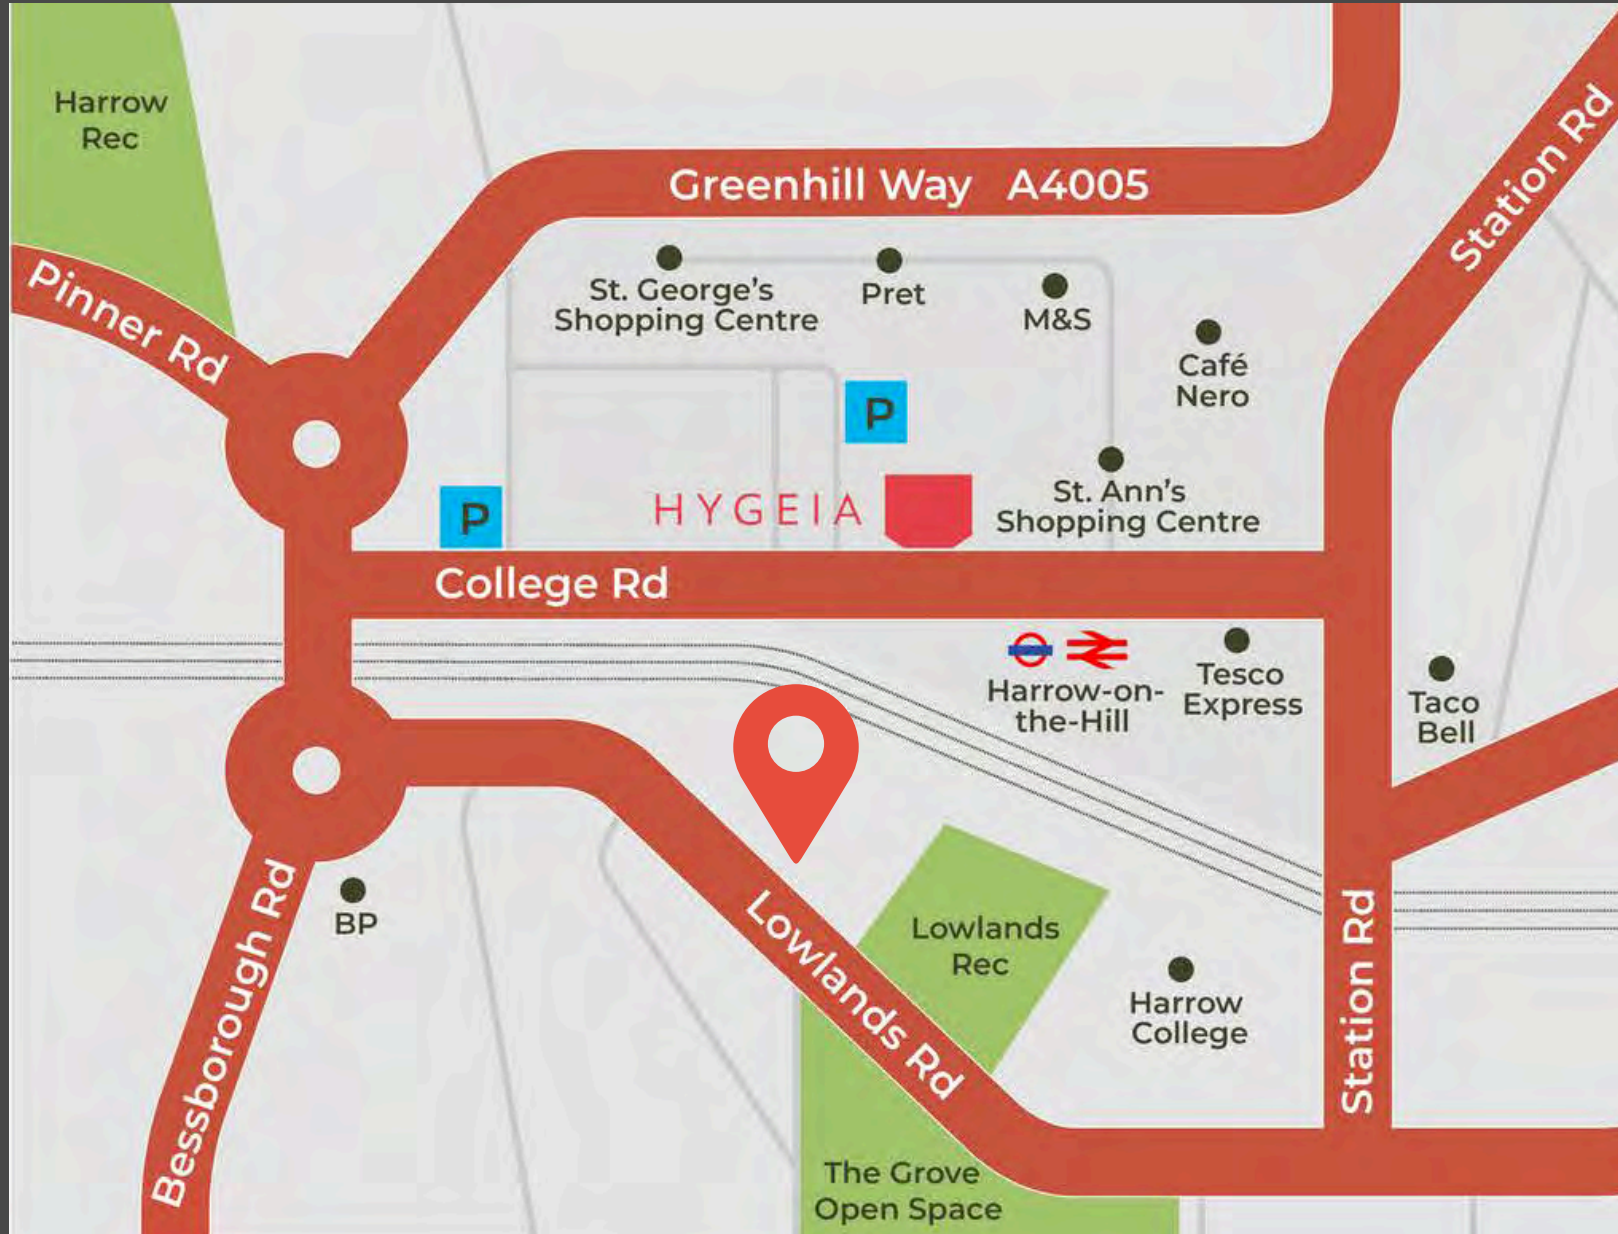 Harrow
Rec
Greenhill Way A4005
Station Rd
Pinner Rd
St. George's
Shopping Centre
Pret
M&S
Café
Nero
P
HYGEIA
St. Ann's
Shopping Centre
P
College Rd
Harrow-on-
the-Hill
Tesco
Express
Taco
Bell
BP
Bessborough Rd
Lowlands Rd
Lowlands
Rec
Harrow
College
Station Rd
The Grove
Open Space